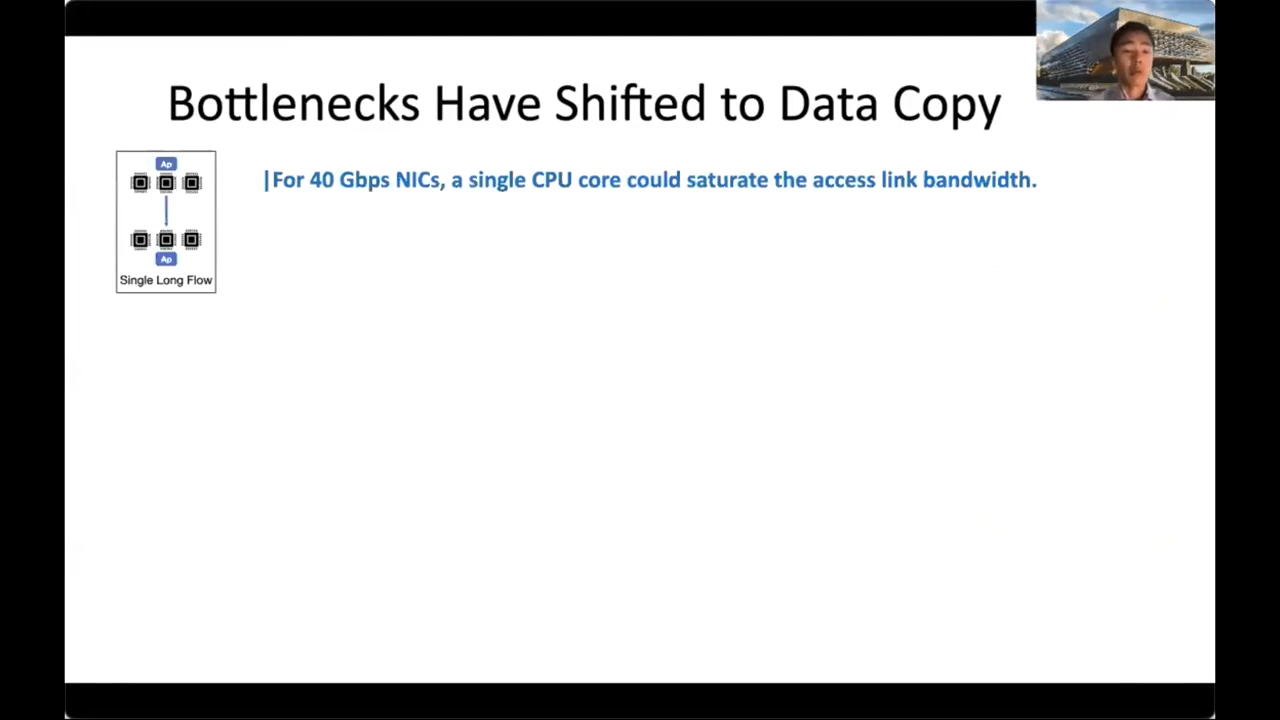 Bottlenecks Have Shifted to Data Copy
Ap
|For 40 Gbps NICs, a single CPU core could saturate the access link bandwidth.
Ap
Single Long Flow